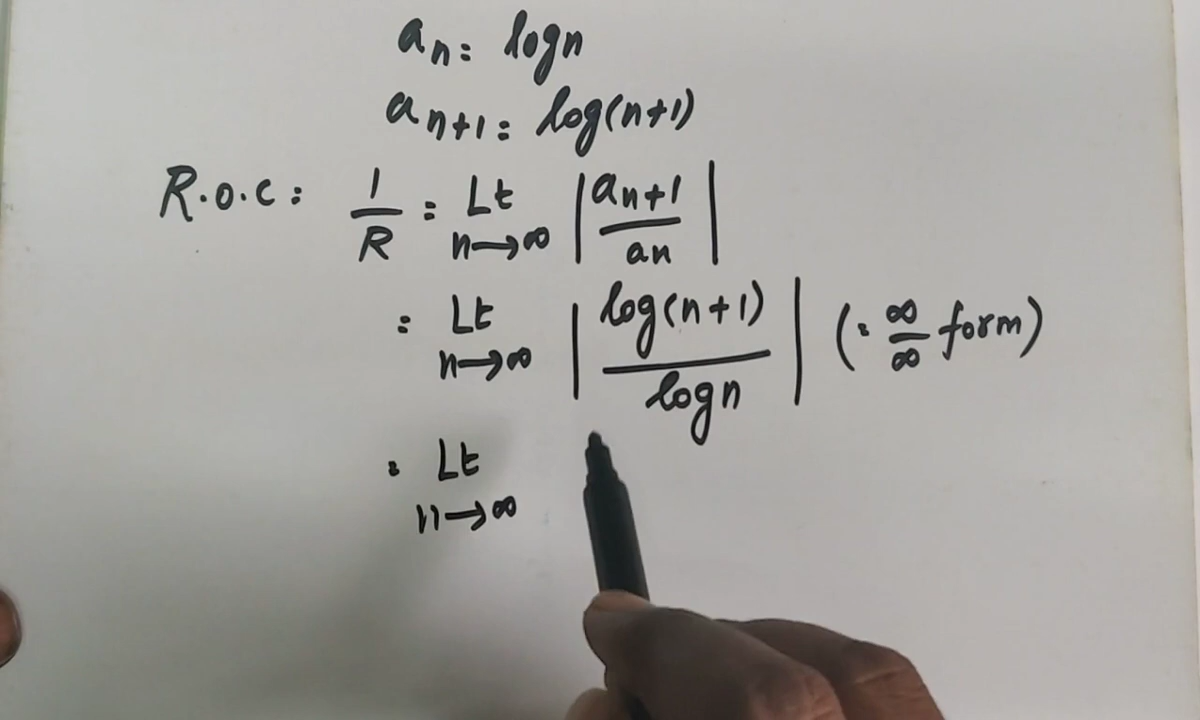 an = logn
an+1 = log(n+1)
R.o.c: 1/R = Lt n→∞ |an+1/an|
= Lt n→∞ |log(n+1)/logn| (= ∞/∞ form)
= Lt n→∞